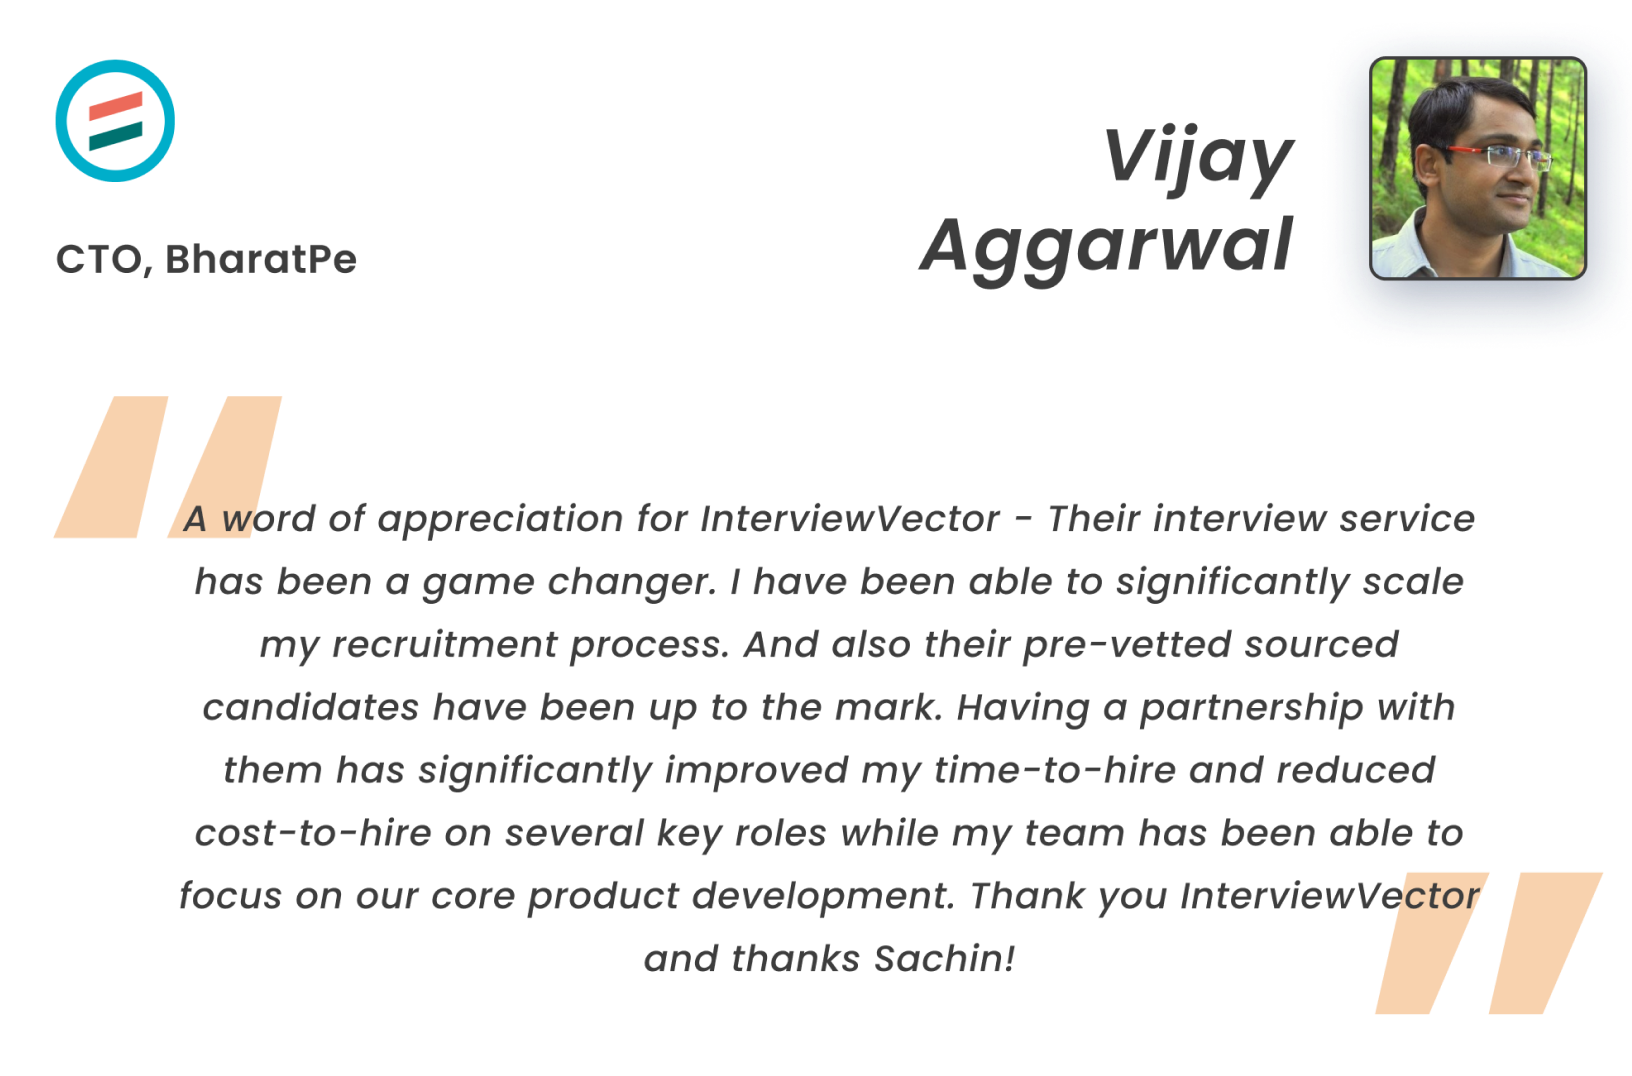 CTO, BharatPe
Vijay
Aggarwal
A word of appreciation for InterviewVector - Their interview service
has been a game changer. I have been able to significantly scale
my recruitment process. And also their pre-vetted sourced
candidates have been up to the mark. Having a partnership with
them has significantly improved my time-to-hire and reduced
cost-to-hire on several key roles while my team has been able to
focus on our core product development. Thank you InterviewVector
and thanks Sachin!